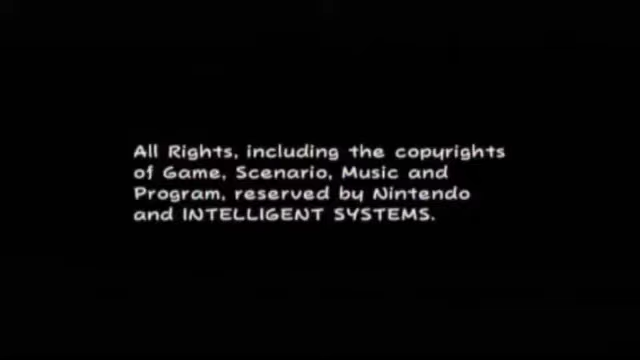 All Rights, including the copyrights
of Game, Scenario, Music and
Program, reserved by Nintendo
and INTELLIGENT SYSTEMS.